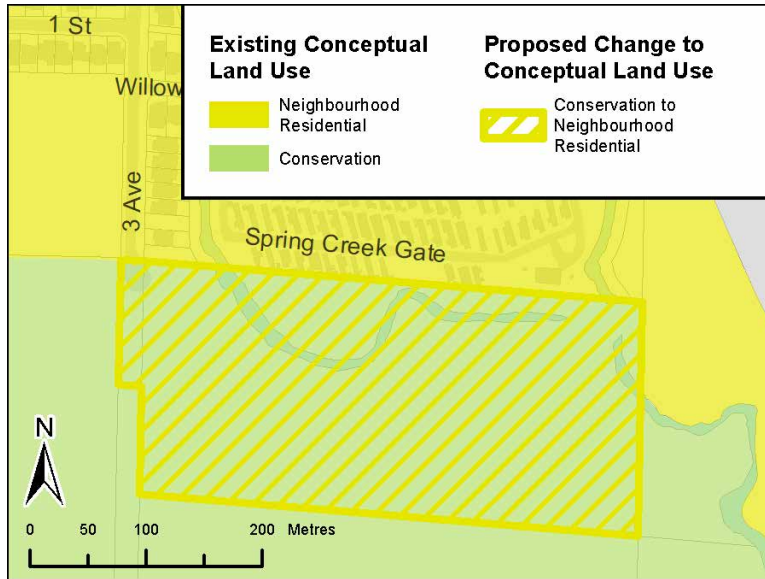 1 St
Willow
3 Ave
Spring Creek Gate
Existing Conceptual
Land Use
Neighbourhood
Residential
Conservation
Proposed Change to
Conceptual Land Use
Conservation to
Neighbourhood
Residential
N
0 50 100 200 Metres